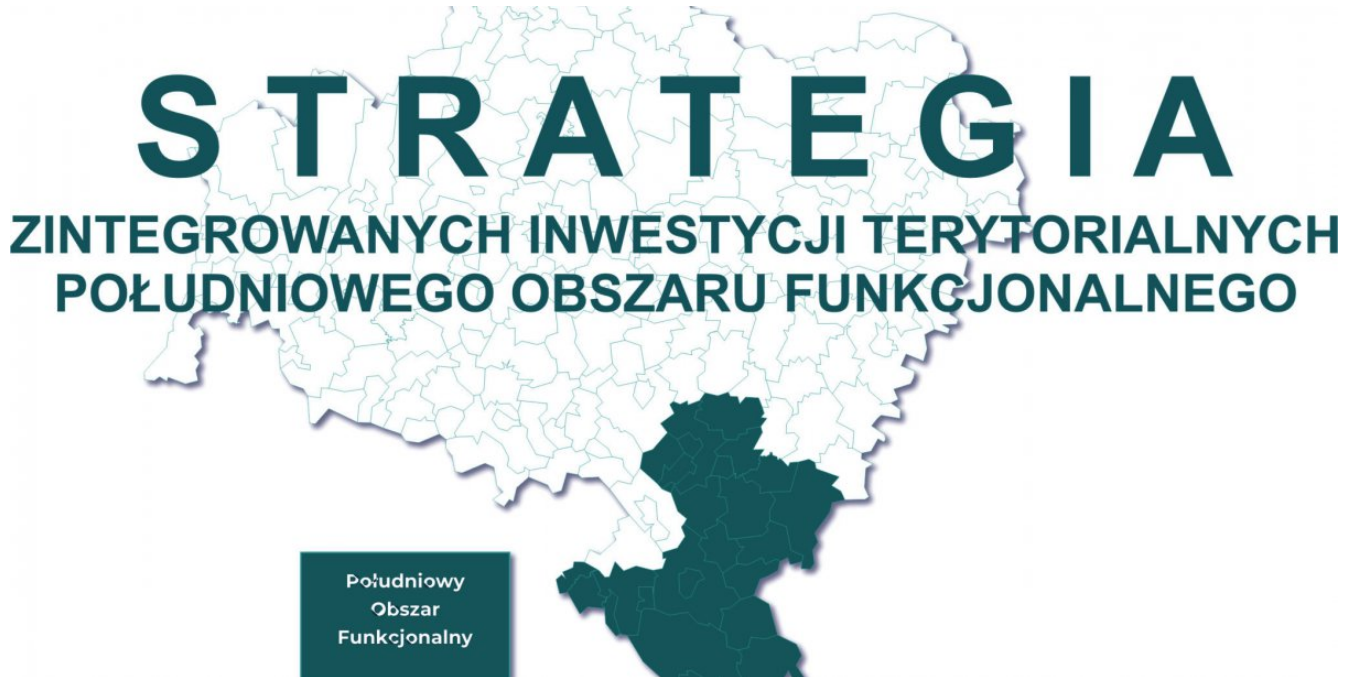 STRATEGIA
ZINTEGROWANYCH INWESTYCJI TERYTORIALNYCH
POŁUDNIOWEGO OBSZARU FUNKCJONALNEGO
Południowy
Obszar
Funkcjonalny